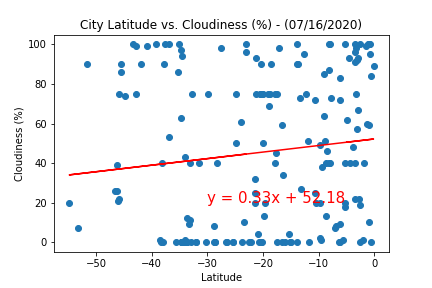 City Latitude vs. Cloudiness (%) - (07/16/2020)
100
80
60
40
20
0
Cloudiness (%)
y = 0.33x + 52.18
−50 −40 −30 −20 −10 0
Latitude